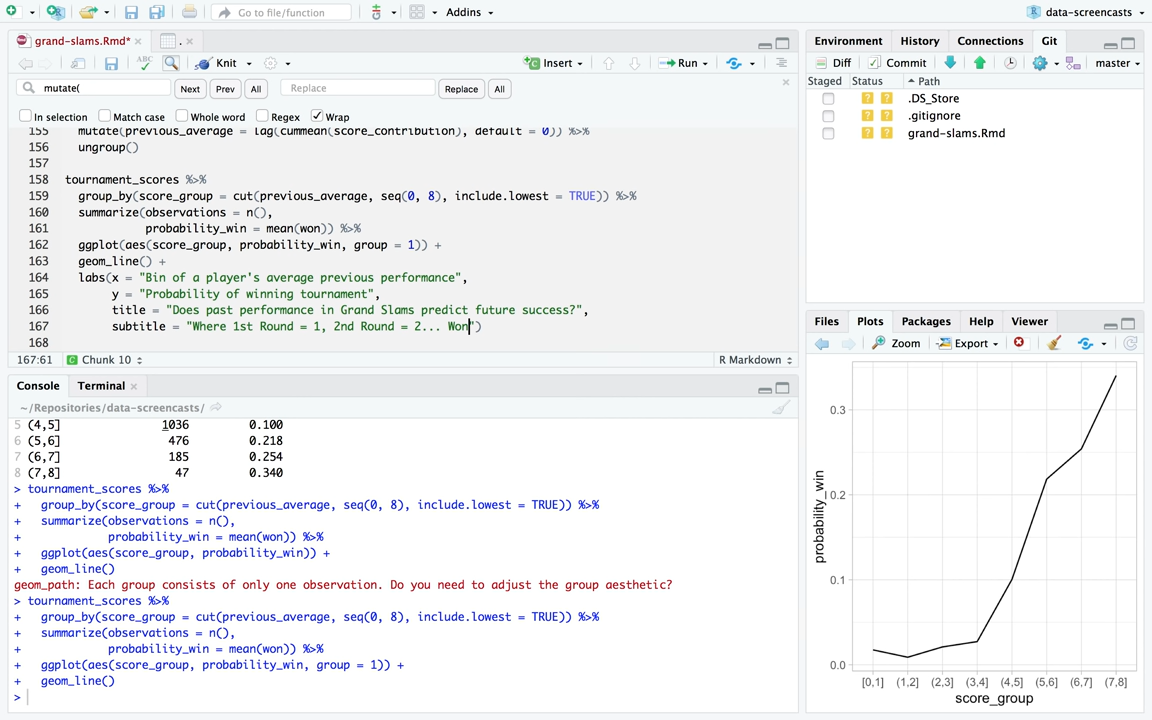 Go to file/function
Addins
data-screencasts
grand-slams.Rmd*
.
ABC
Knit
Insert
Run
mutate(
Next
Prev
All
Replace
Replace
All
In selection
Match case
Whole word
Regex
Wrap
155 mutate(previous_average = lag(cummean(score_contribution), default = 0)) %>%
156 ungroup()
157
158 tournament_scores %>%
159 group_by(score_group = cut(previous_average, seq(0, 8), include.lowest = TRUE)) %>%
160 summarize(observations = n(),
161 probability_win = mean(won)) %>%
162 ggplot(aes(score_group, probability_win, group = 1)) +
163 geom_line() +
164 labs(x = "Bin of a player's average previous performance",
165 y = "Probability of winning tournament",
166 title = "Does past performance in Grand Slams predict future success?",
167 subtitle = "Where 1st Round = 1, 2nd Round = 2... Won")
168
167:61 Chunk 10 R Markdown
Console Terminal
~/Repositories/data-screencasts/
5 (4,5] 1036 0.100
6 (5,6] 476 0.218
7 (6,7] 185 0.254
8 (7,8] 47 0.340
> tournament_scores %>%
+ group_by(score_group = cut(previous_average, seq(0, 8), include.lowest = TRUE)) %>%
+ summarize(observations = n(),
+ probability_win = mean(won)) %>%
+ ggplot(aes(score_group, probability_win)) +
+ geom_line()
geom_path: Each group consists of only one observation. Do you need to adjust the group aesthetic?
> tournament_scores %>%
+ group_by(score_group = cut(previous_average, seq(0, 8), include.lowest = TRUE)) %>%
+ summarize(observations = n(),
+ probability_win = mean(won)) %>%
+ ggplot(aes(score_group, probability_win, group = 1)) +
+ geom_line()
>
Environment History Connections Git
Diff Commit master
Staged Status Path
? ? .DS_Store
? ? .gitignore
? ? grand-slams.Rmd
Files Plots Packages Help Viewer
Zoom Export
probability_win
0.3
0.2
0.1
0.0
[0,1] (1,2] (2,3] (3,4] (4,5] (5,6] (6,7] (7,8]
score_group